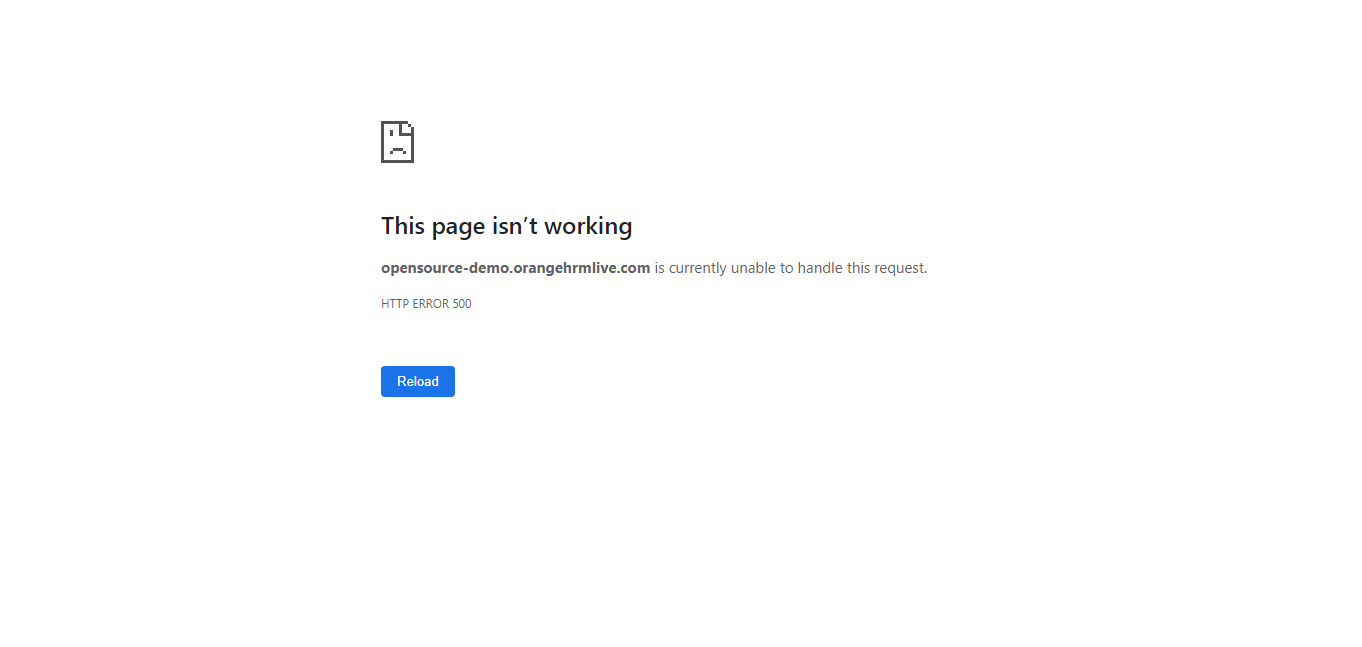 This page isn’t working
opensource-demo.orangehrmlive.com is currently unable to handle this request.
HTTP ERROR 500
Reload